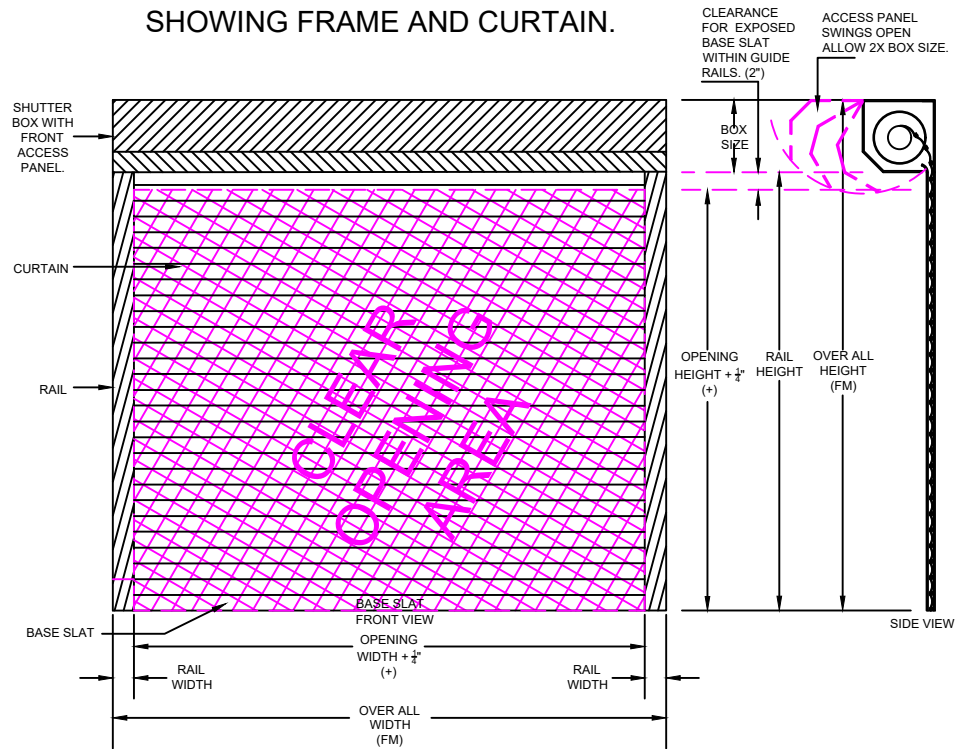 SHOWING FRAME AND CURTAIN.
CLEARANCE
FOR EXPOSED
BASE SLAT
WITHIN GUIDE
RAILS. (2")
ACCESS PANEL
SWINGS OPEN
ALLOW 2X BOX SIZE.
SHUTTER
BOX WITH
FRONT
ACCESS
PANEL.
BOX
SIZE
CURTAIN
RAIL
CLEAR
OPENING
AREA
OPENING
HEIGHT + 1/4"
(+)
RAIL
HEIGHT
OVER ALL
HEIGHT
(FM)
BASE SLAT
BASE SLAT
FRONT VIEW
SIDE VIEW
OPENING
WIDTH + 1/4"
(+)
RAIL
WIDTH
RAIL
WIDTH
OVER ALL
WIDTH
(FM)